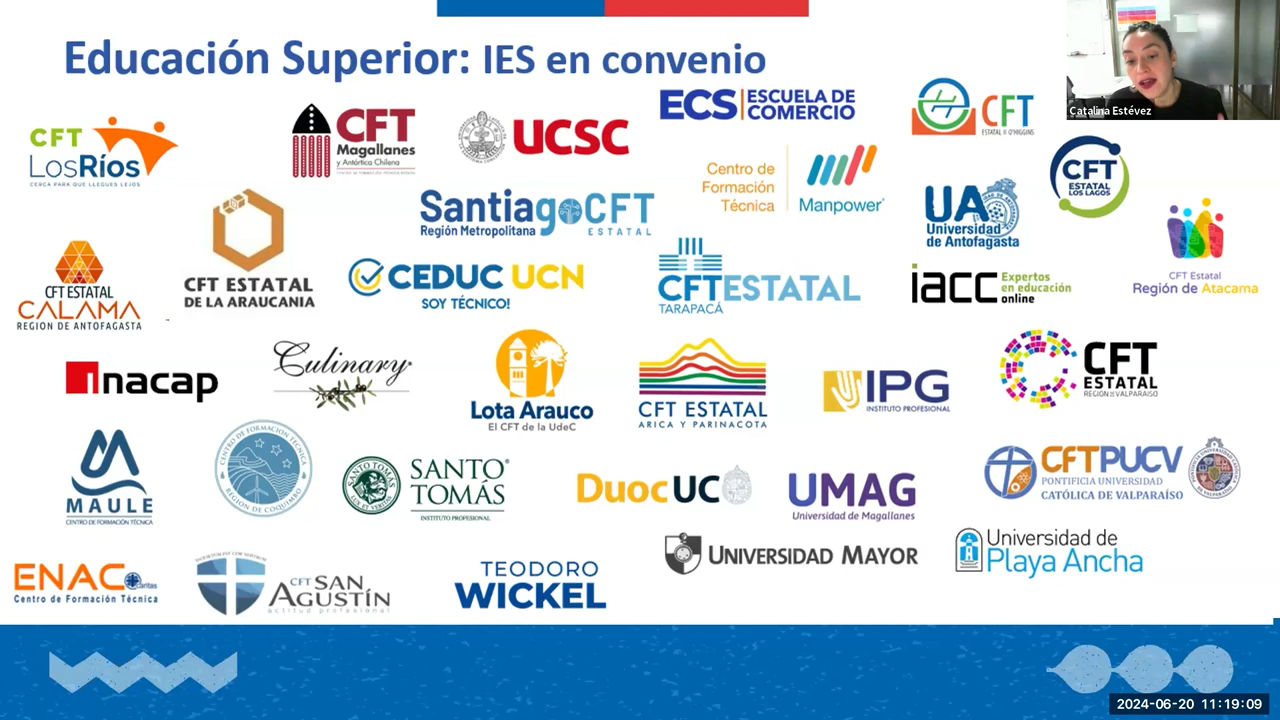 Educación Superior: IES en convenio
Catalina Estévez
CFT
LosRíos
CERCA PARA QUE LLEGUES LEJOS
CFT
Magallanes
y Antártica Chilena
UCSC
ECS ESCUELA DE
COMERCIO
CFT
ESTATAL O'HIGGINS
Centro de
Formación
Técnica
Manpower
CFT
ESTATAL
LOS LAGOS
Santiago CFT
Región Metropolitana
ESTATAL
UA
Universidad
de Antofagasta
CFT Estatal
Región de Atacama
CFT ESTATAL
CALAMA
REGION DE ANTOFAGASTA
CFT ESTATAL
DE LA ARAUCANIA
CEDUC UCN
SOY TÉCNICO!
CFTESTATAL
TARAPACÁ
iacc Expertos
en educación
online
inacap
Culinary
Lota Arauco
El CFT de la UdeC
CFT ESTATAL
ARICA Y PARINACOTA
IPG
INSTITUTO PROFESIONAL
CFT
ESTATAL
REGIÓN DE VALPARAÍSO
MAULE
CENTRO DE FORMACIÓN TÉCNICA
CENTRO DE FORMACIÓN TÉCNICA
REGIÓN DE COQUIMBO
SANTO TOMÁS
SANTO
TOMÁS
INSTITUTO PROFESIONAL
DuocUC
UMAG
Universidad de Magallanes
CFTPUCV
PONTIFICIA UNIVERSIDAD
CATÓLICA DE VALPARAÍSO
UNIVERSIDAD MAYOR
Universidad de
Playa Ancha
ENAC
Cáritas
Centro de Formación Técnica
CFT SAN
AGUSTÍN
actitud profesional
TEODORO
WICKEL
2024-06-20 11:19:09